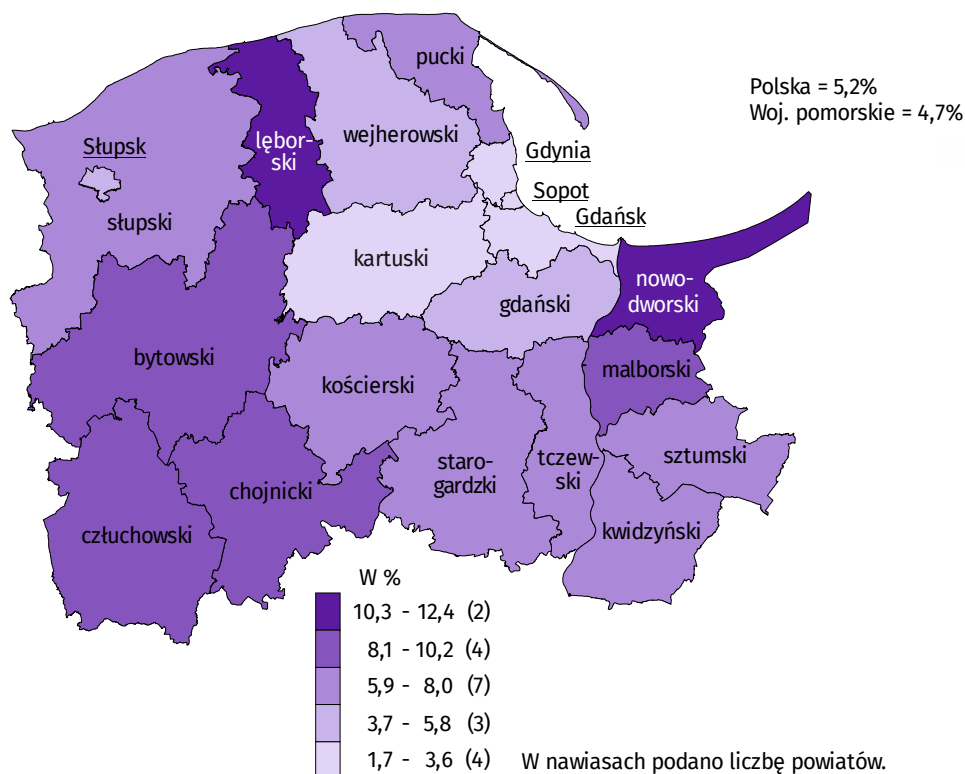 pucki
Polska = 5,2%
Woj. pomorskie = 4,7%
wejherowski
Słupsk
lębor-
ski
Gdynia
Sopot
Gdańsk
słupski
kartuski
nowo-
dworski
gdański
bytowski
kościerski
malborski
sztumski
staro-
gardzki
tczew-
ski
chojnicki
człuchowski
kwidzyński
W %
10,3 - 12,4 (2)
8,1 - 10,2 (4)
5,9 - 8,0 (7)
3,7 - 5,8 (3)
1,7 - 3,6 (4)
W nawiasach podano liczbę powiatów.